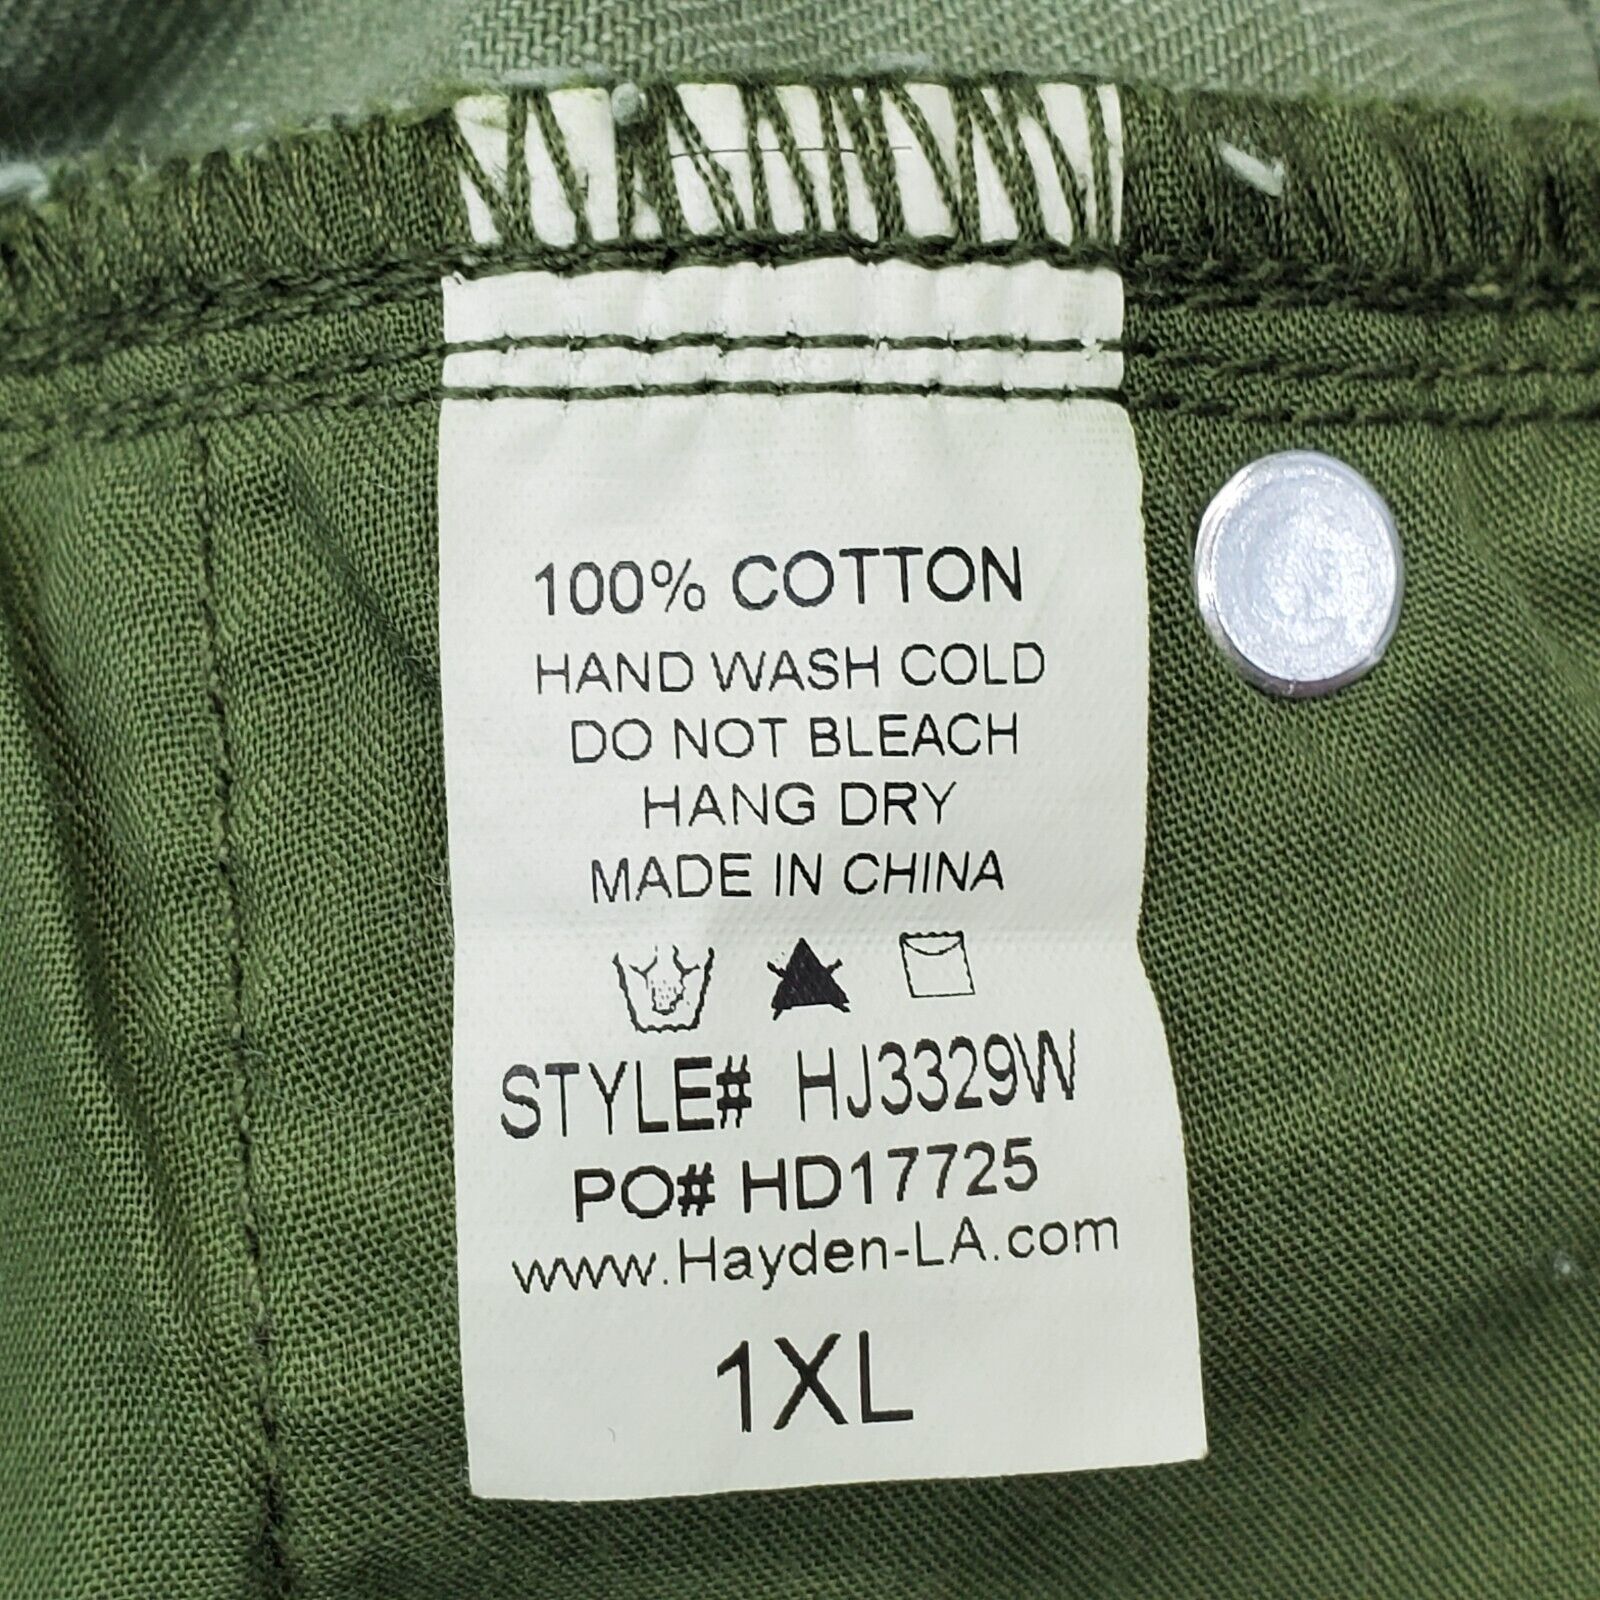 100% COTTON
HAND WASH COLD
DO NOT BLEACH
HANG DRY
MADE IN CHINA
STYLE# HJ3329W
PO# HD17725
www.Hayden-LA.com
1XL